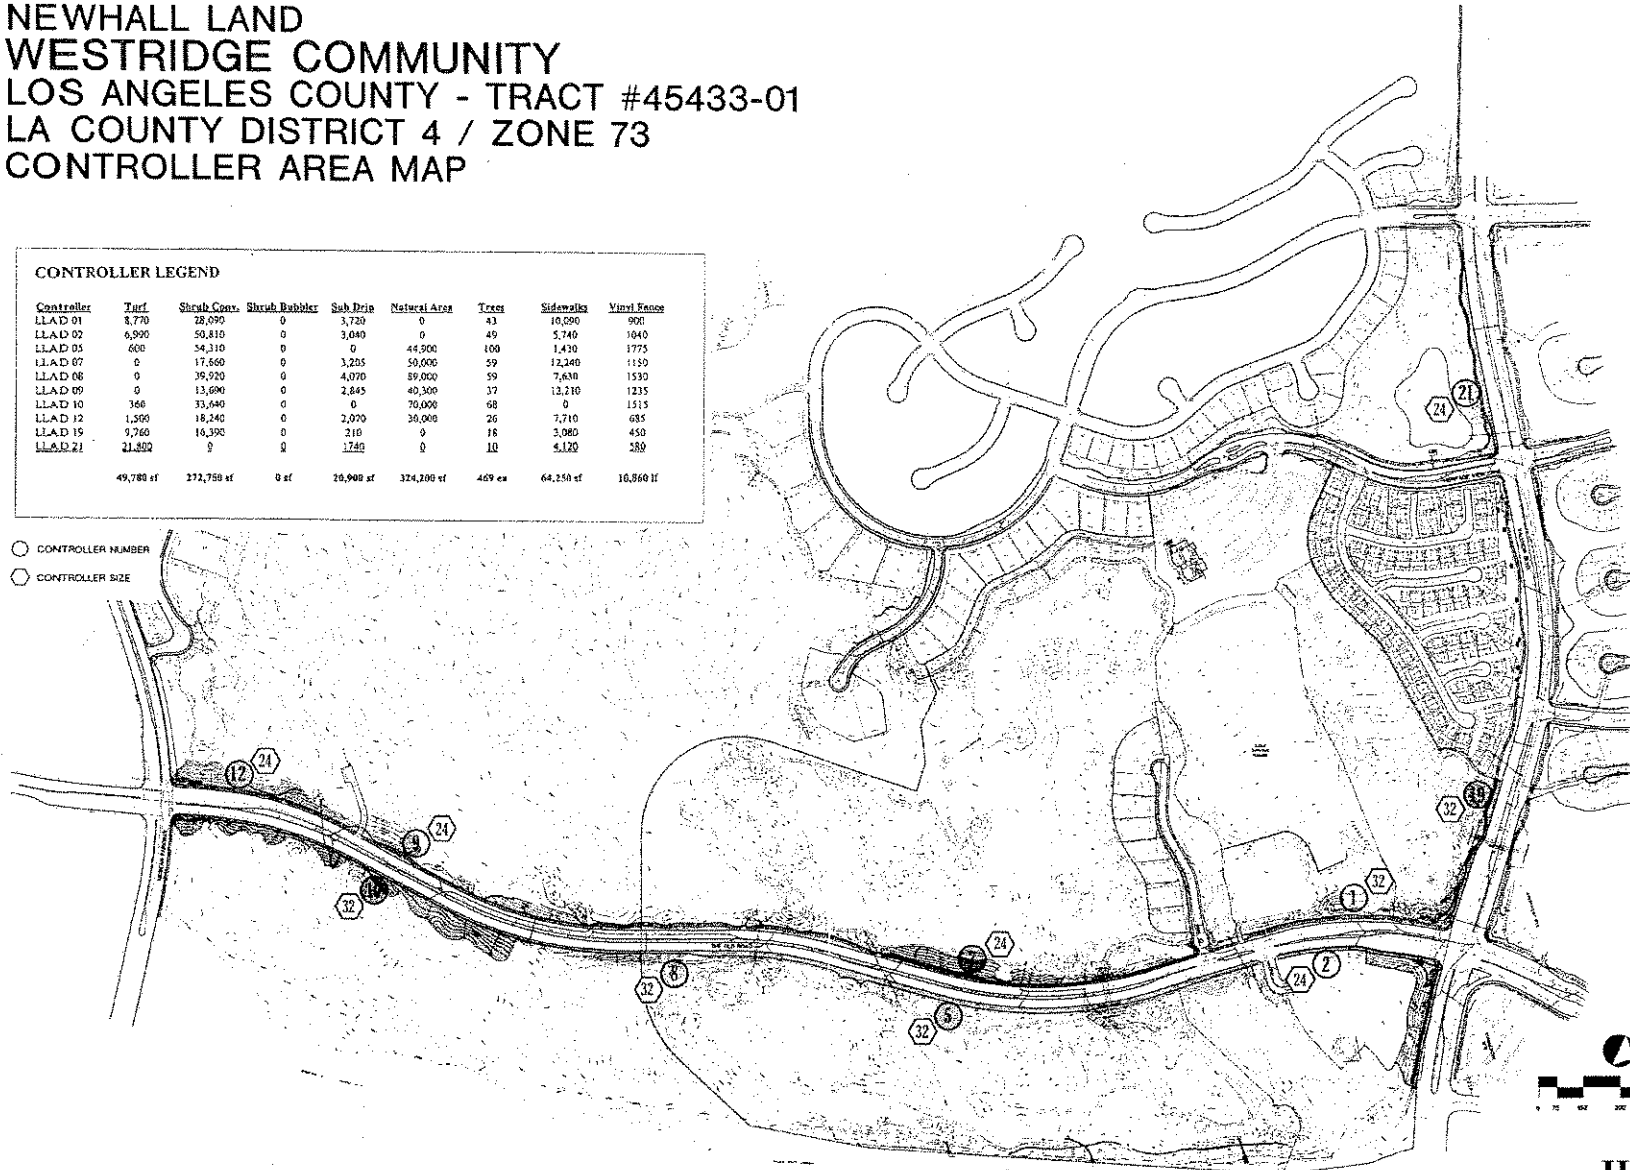 NEWHALL LAND
WESTRIDGE COMMUNITY
LOS ANGELES COUNTY - TRACT #45433-01
LA COUNTY DISTRICT 4 / ZONE 73
CONTROLLER AREA MAP
CONTROLLER LEGEND
Controller Turf Shrub Conv. Shrub Bubbler Sub Drip Natural Area Trees Sidewalks Vinyl Fence
LLAD 01 8,770 28,090 0 3,720 0 43 10,090 900
LLAD 02 6,990 50,810 0 3,040 0 49 5,740 1040
LLAD 05 600 54,310 0 0 44,900 100 1,430 1775
LLAD 07 0 17,660 0 3,205 50,000 59 12,240 1150
LLAD 08 0 39,920 0 4,070 89,000 59 7,630 1530
LLAD 09 0 13,690 0 2,845 40,300 37 12,210 1235
LLAD 10 360 33,640 0 0 70,000 68 0 1515
LLAD 12 1,500 18,240 0 2,070 30,000 26 7,710 685
LLAD 19 9,760 16,390 0 210 0 18 3,080 450
LLAD 21 21,800 0 0 1740 0 10 4,120 580
49,780 sf 272,750 sf 0 sf 20,900 sf 324,200 sf 469 ea 64,250 sf 10,860 lf
CONTROLLER NUMBER
CONTROLLER SIZE
21
24
12 24
9 24
10
32
19
32
1 32
7 24
8
32
2
24
5
32